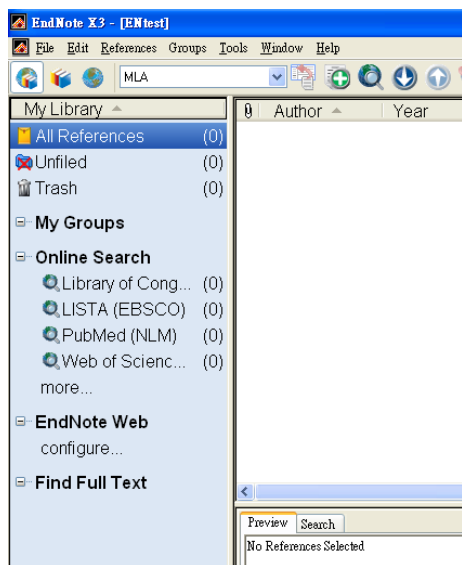 EndNote X3 - [ENtest]
File Edit References Groups Tools Window Help
MLA
My Library
Author Year
All References (0)
Unfiled (0)
Trash (0)
My Groups
Online Search
Library of Cong... (0)
LISTA (EBSCO) (0)
PubMed (NLM) (0)
Web of Scienc... (0)
more...
EndNote Web
configure...
Find Full Text
Preview Search
No References Selected